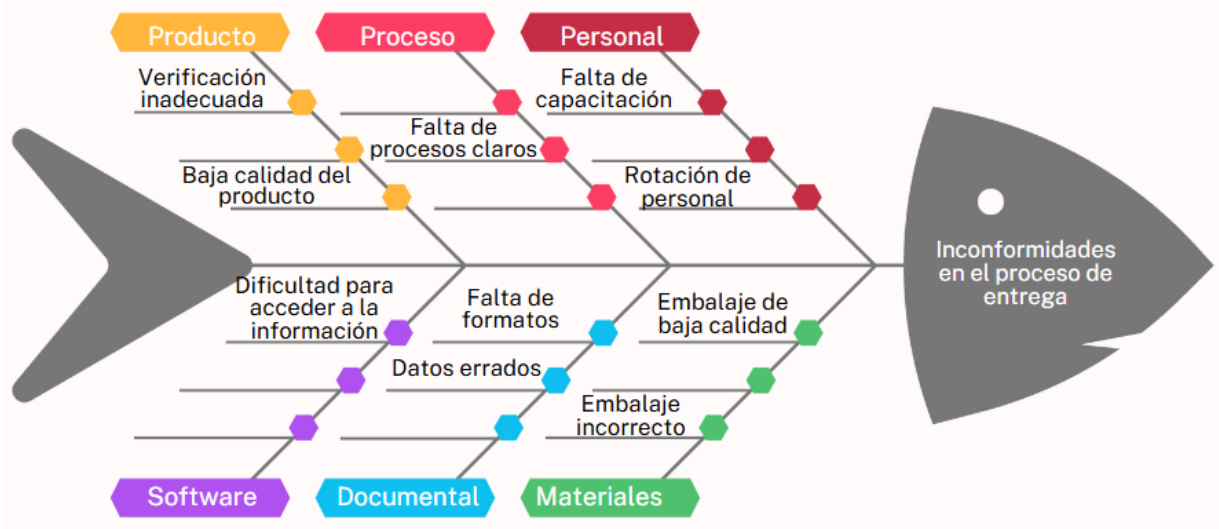 Producto
Proceso
Personal
Verificación
inadecuada
Baja calidad del
producto
Falta de
procesos claros
Falta de
capacitación
Rotación de
personal
Inconformidades
en el proceso de
entrega
Dificultad para
acceder a la
información
Falta de
formatos
Datos errados
Embalaje de
baja calidad
Embalaje
incorrecto
Software
Documental
Materiales